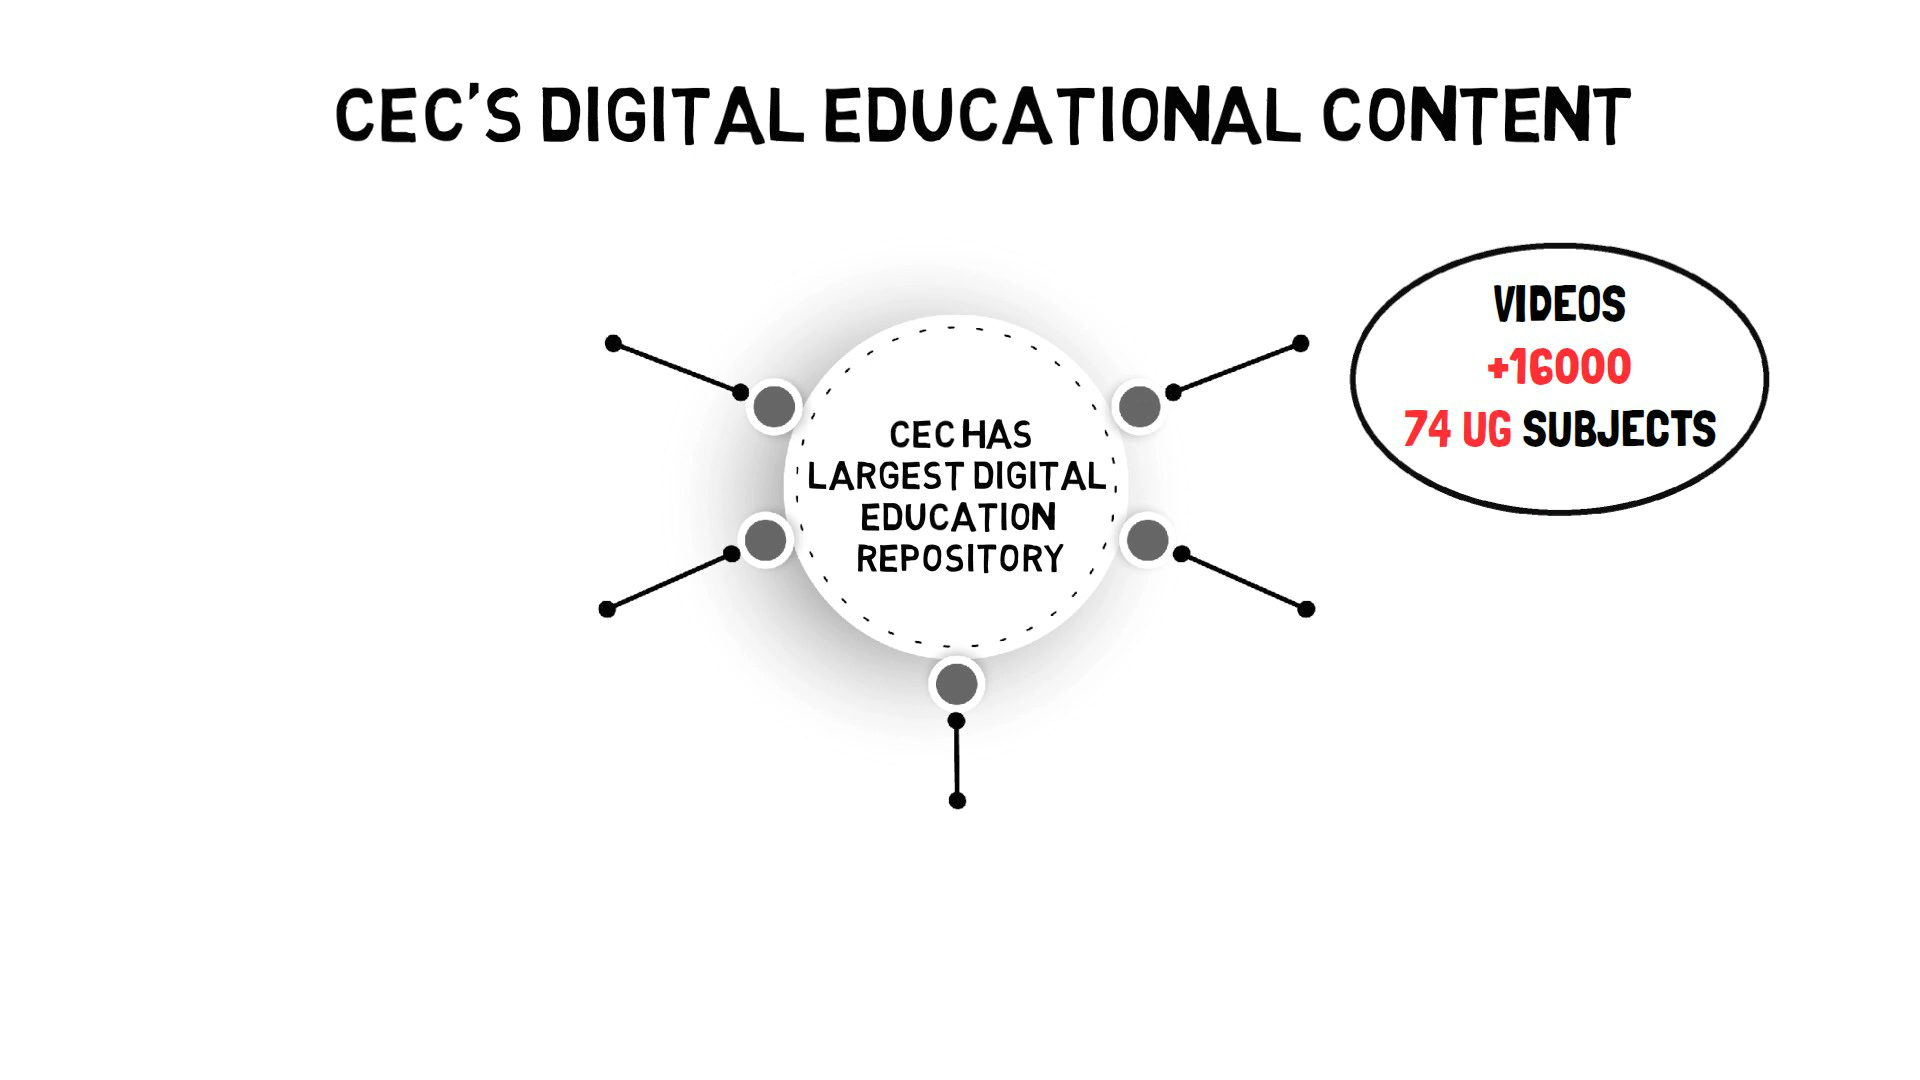 CEC'S DIGITAL EDUCATIONAL CONTENT
CEC HAS
LARGEST DIGITAL
EDUCATION
REPOSITORY
VIDEOS
+16000
74 UG SUBJECTS